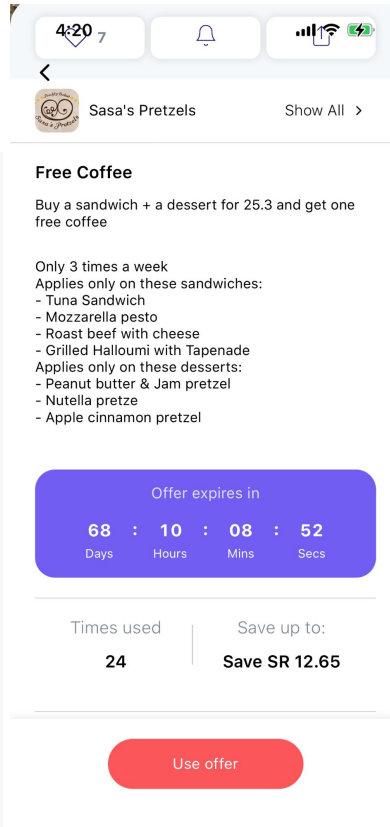 4:20
7
Sasa's Pretzels
Show All >
Free Coffee
Buy a sandwich + a dessert for 25.3 and get one
free coffee
Only 3 times a week
Applies only on these sandwiches:
- Tuna Sandwich
- Mozzarella pesto
- Roast beef with cheese
- Grilled Halloumi with Tapenade
Applies only on these desserts:
- Peanut butter & Jam pretzel
- Nutella pretze
- Apple cinnamon pretzel
Offer expires in
68 : 10 : 08 : 52
Days Hours Mins Secs
Times used Save up to:
24 Save SR 12.65
Use offer